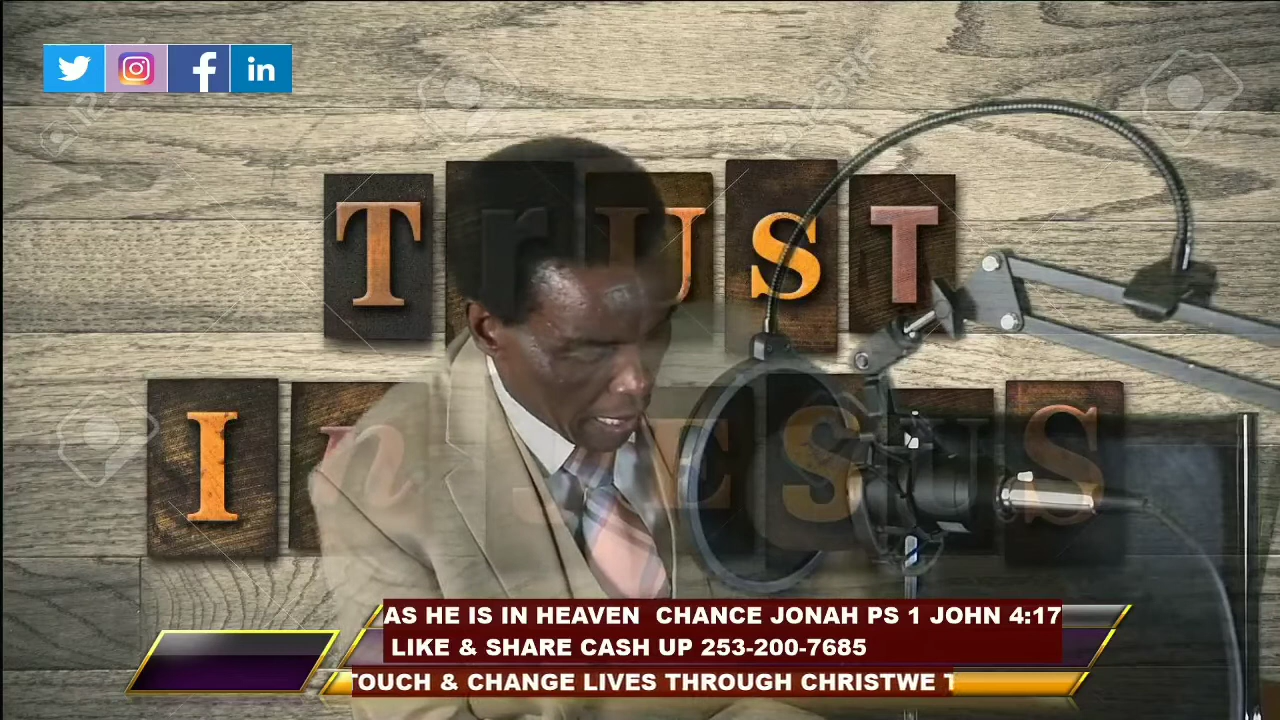 in
TrUST
In JESUS
AS HE IS IN HEAVEN CHANCE JONAH PS 1 JOHN 4:17
LIKE & SHARE CASH UP 253-200-7685
TOUCH & CHANGE LIVES THROUGH CHRISTWE T